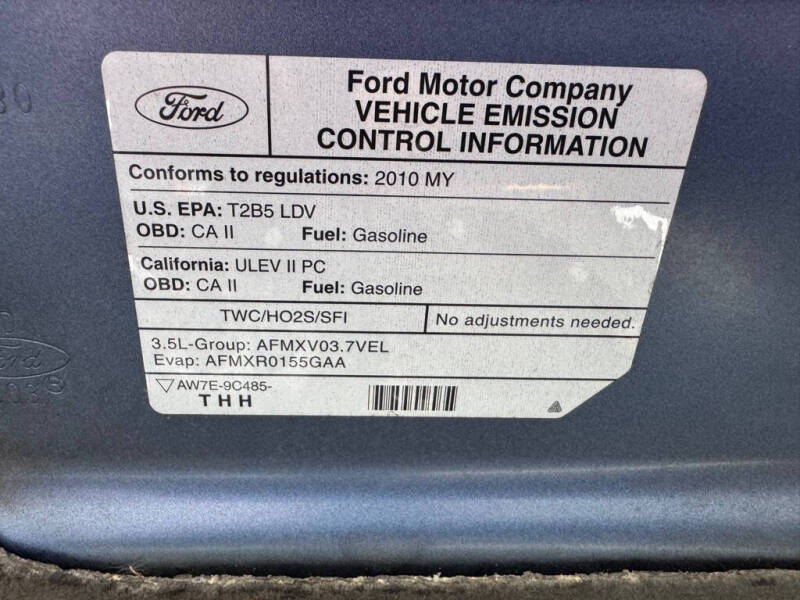 Ford
Ford Motor Company
VEHICLE EMISSION
CONTROL INFORMATION
Conforms to regulations: 2010 MY
U.S. EPA: T2B5 LDV
OBD: CA II Fuel: Gasoline
California: ULEV II PC
OBD: CA II Fuel: Gasoline
TWC/HO2S/SFI
No adjustments needed.
3.5L-Group: AFMXV03.7VEL
Evap: AFMXR0155GAA
AW7E-9C485-
THH
Ford